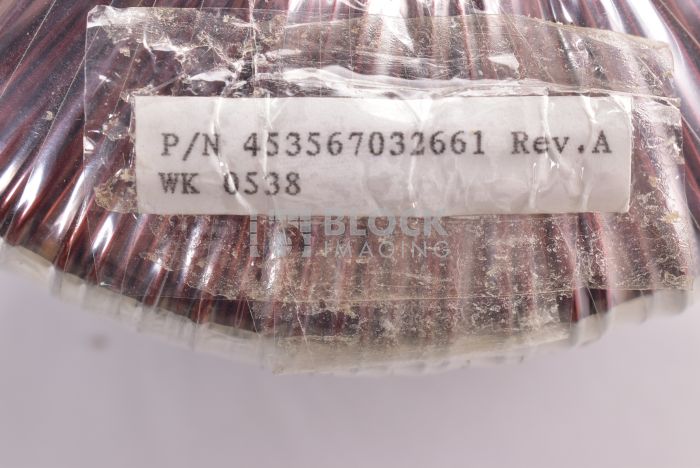 P/N 453567032661 Rev.A
WK 0538
BLOCK
IMAGING